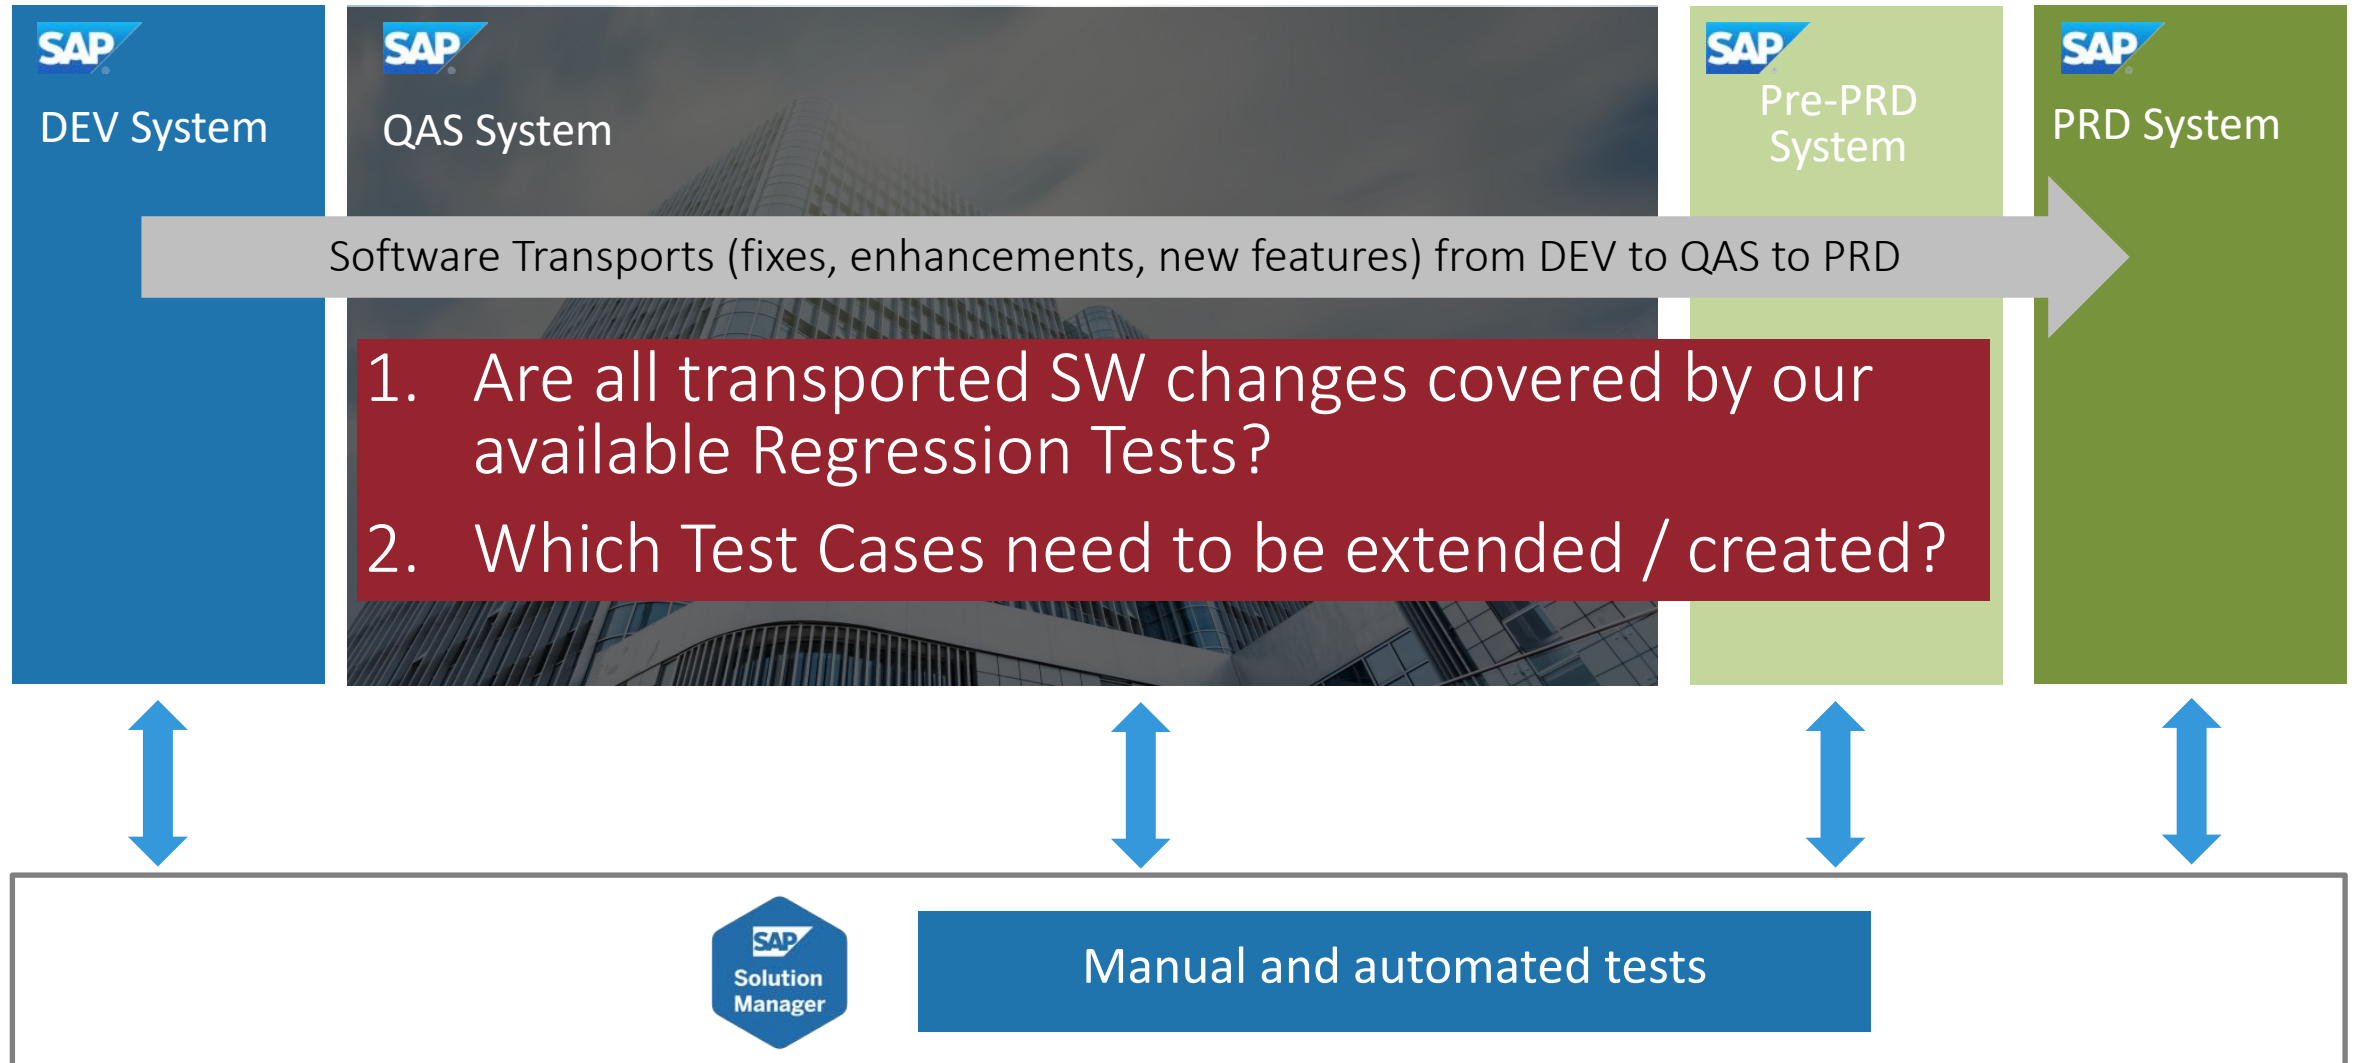 SAP
DEV System
SAP
QAS System
SAP
Pre-PRD
System
SAP
PRD System
Software Transports (fixes, enhancements, new features) from DEV to QAS to PRD
1. Are all transported SW changes covered by our
available Regression Tests?
2. Which Test Cases need to be extended / created?
SAP
Solution
Manager
Manual and automated tests